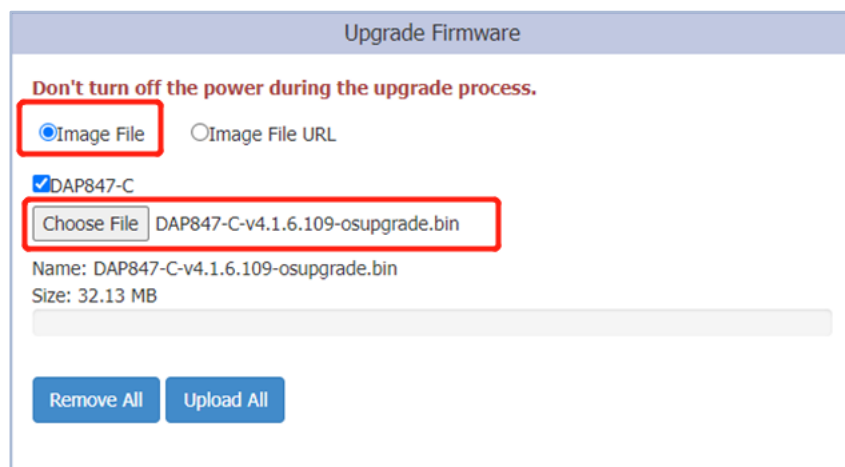 Upgrade Firmware
Don't turn off the power during the upgrade process.
Image File Image File URL
DAP847-C
Choose File DAP847-C-v4.1.6.109-osupgrade.bin
Name: DAP847-C-v4.1.6.109-osupgrade.bin
Size: 32.13 MB
Remove All Upload All